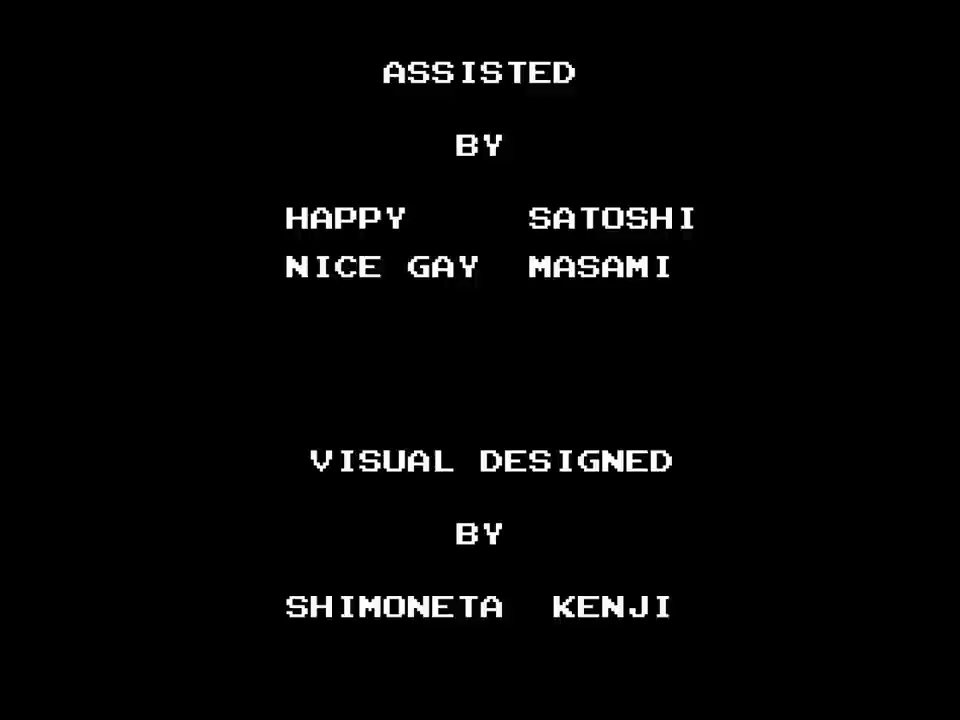 ASSISTED
BY
HAPPY SATOSHI
NICE GAY MASAMI
VISUAL DESIGNED
BY
SHIMONETA KENJI